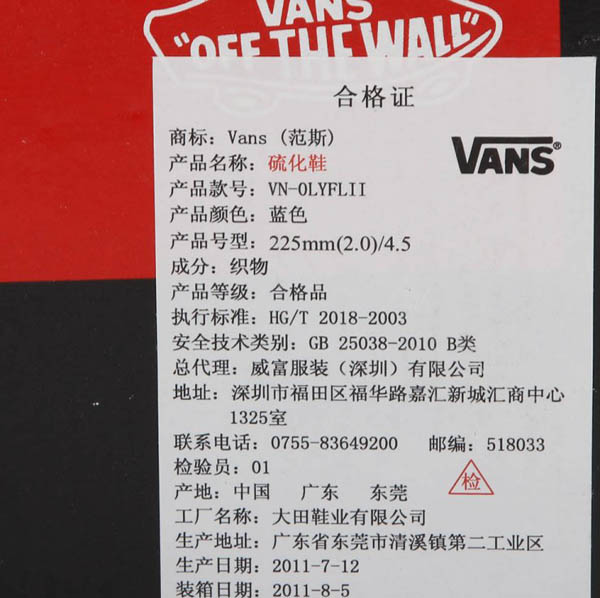 VANS
"OFF THE WALL"
合格证
商标：Vans (范斯)
VANS®
产品名称：硫化鞋
产品款号：VN-0LYFLII
产品颜色：蓝色
产品号型：225mm(2.0)/4.5
成分：织物
产品等级：合格品
执行标准：HG/T 2018-2003
安全技术类别：GB 25038-2010 B类
总代理：威富服装（深圳）有限公司
地址：深圳市福田区福华路嘉汇新城汇商中心
1325室
联系电话：0755-83649200 邮编：518033
检验员：01
检
产地：中国 广东 东莞
工厂名称：大田鞋业有限公司
生产地址：广东省东莞市清溪镇第二工业区
生产日期：2011-7-12
装箱日期：2011-8-5